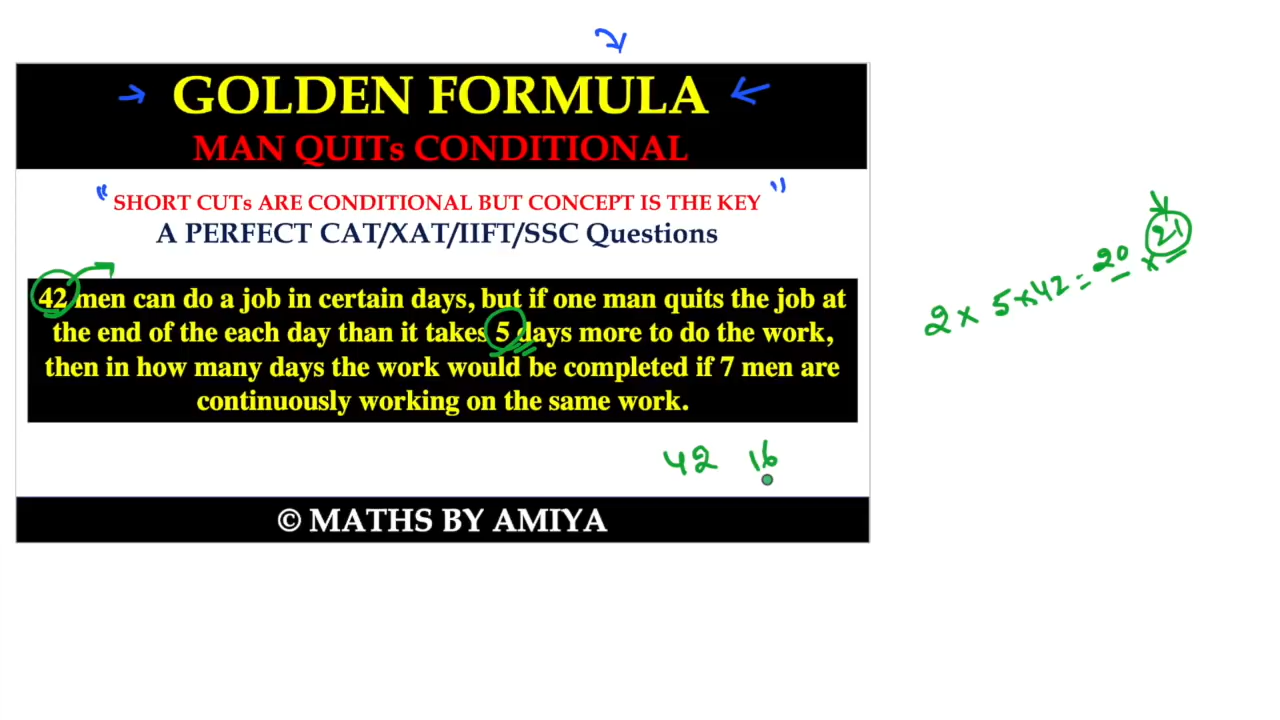 GOLDEN FORMULA
MAN QUITs CONDITIONAL
" SHORT CUTs ARE CONDITIONAL BUT CONCEPT IS THE KEY "
A PERFECT CAT/XAT/IIFT/SSC Questions
42 men can do a job in certain days, but if one man quits the job at
the end of the each day than it takes 5 days more to do the work,
then in how many days the work would be completed if 7 men are
continuously working on the same work.
42 16
© MATHS BY AMIYA
2 × 5 × 42 = 20 × 21